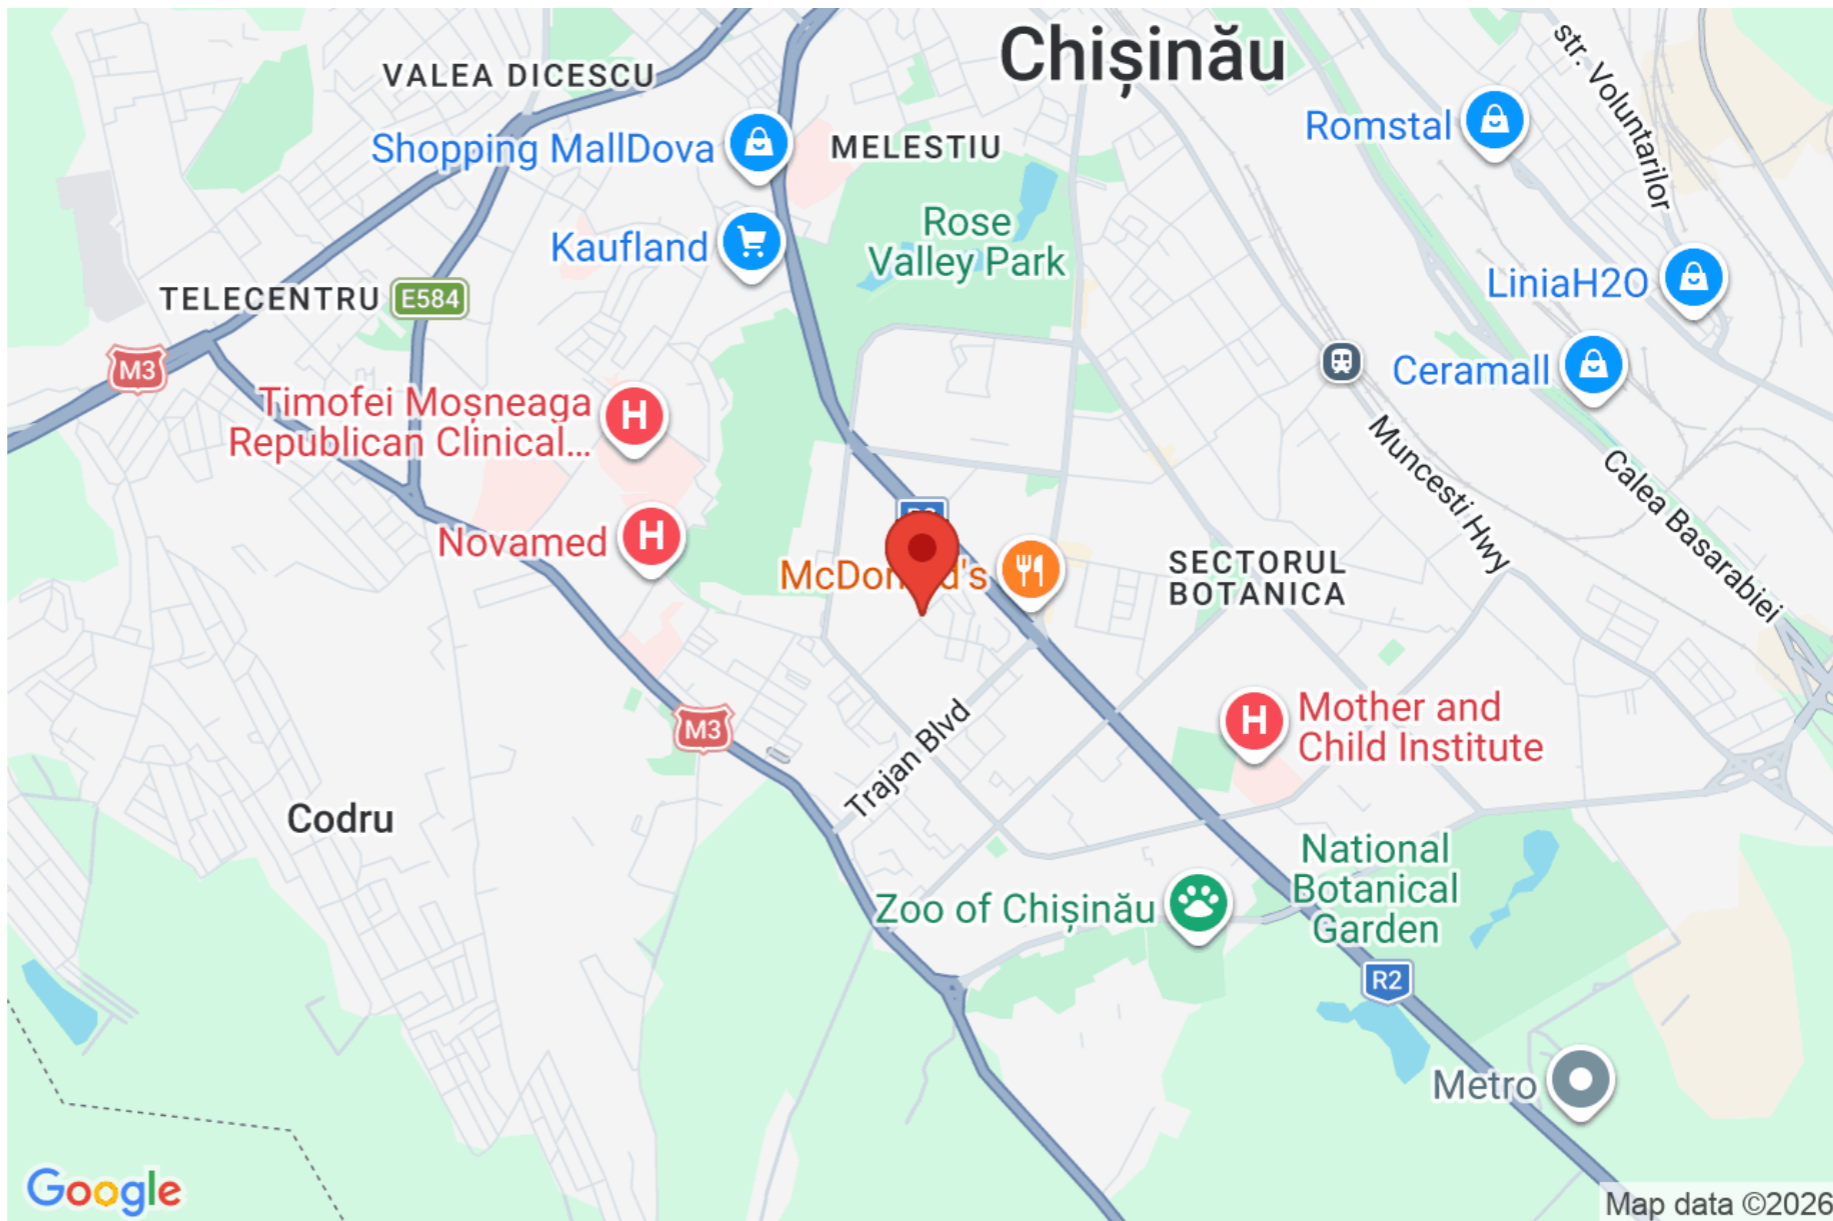 Chișinău
str. Voluntarilor
VALEA DICESCU
Shopping MallDova
MELESTIU
Romstal
Rose
Valley Park
Kaufland
LiniaH2O
TELECENTRU
E584
M3
Ceramall
Timofei Moșneaga
Republican Clinical...
H
Muncesti Hwy
Calea Basarabiei
Novamed
H
SECTORUL
BOTANICA
M3
Trajan Blvd
H
Mother and
Child Institute
Codru
National
Botanical
Garden
Zoo of Chișinău
R2
Metro
Google
Map data ©2026